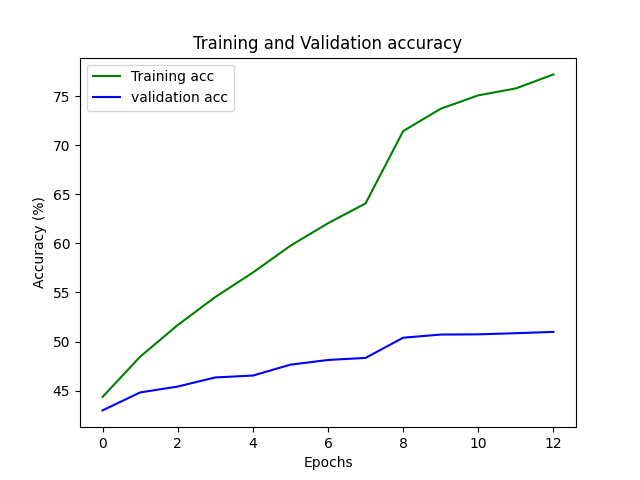 Training and Validation accuracy
Training acc
validation acc
75
70
65
60
55
50
45
Accuracy (%)
0 2 4 6 8 10 12
Epochs